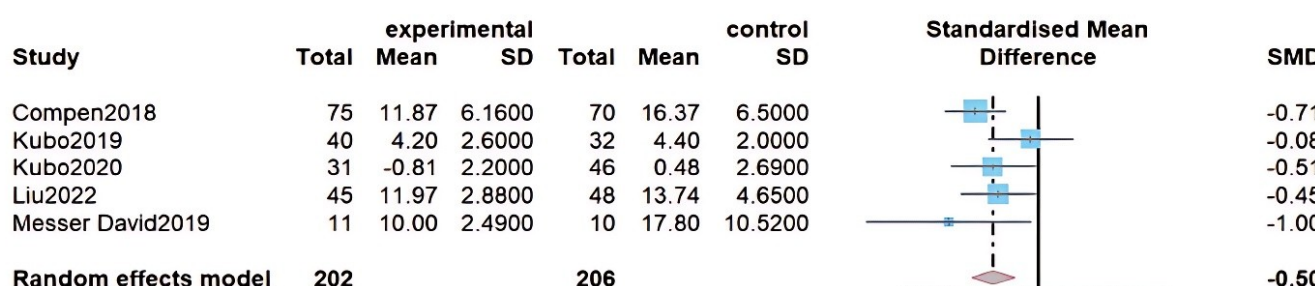 experimental control Standardised Mean
Study Total Mean SD Total Mean SD Difference SMD
Compen2018 75 11.87 6.1600 70 16.37 6.5000 -0.71
Kubo2019 40 4.20 2.6000 32 4.40 2.0000 -0.08
Kubo2020 31 -0.81 2.2000 46 0.48 2.6900 -0.51
Liu2022 45 11.97 2.8800 48 13.74 4.6500 -0.45
Messer David2019 11 10.00 2.4900 10 17.80 10.5200 -1.00
Random effects model 202 206 -0.50